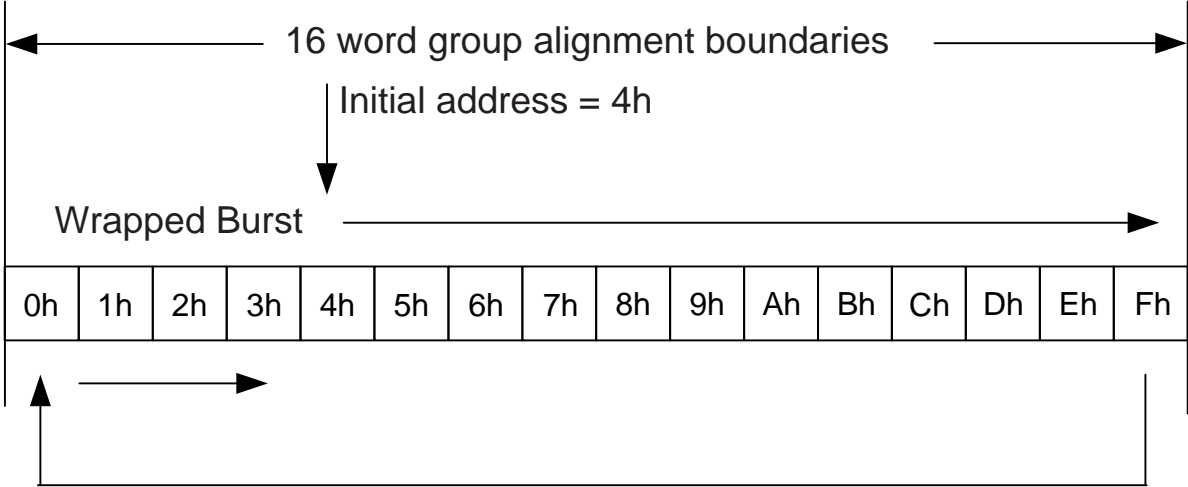 16 word group alignment boundaries
Initial address = 4h
Wrapped Burst
0h 1h 2h 3h 4h 5h 6h 7h 8h 9h Ah Bh Ch Dh Eh Fh